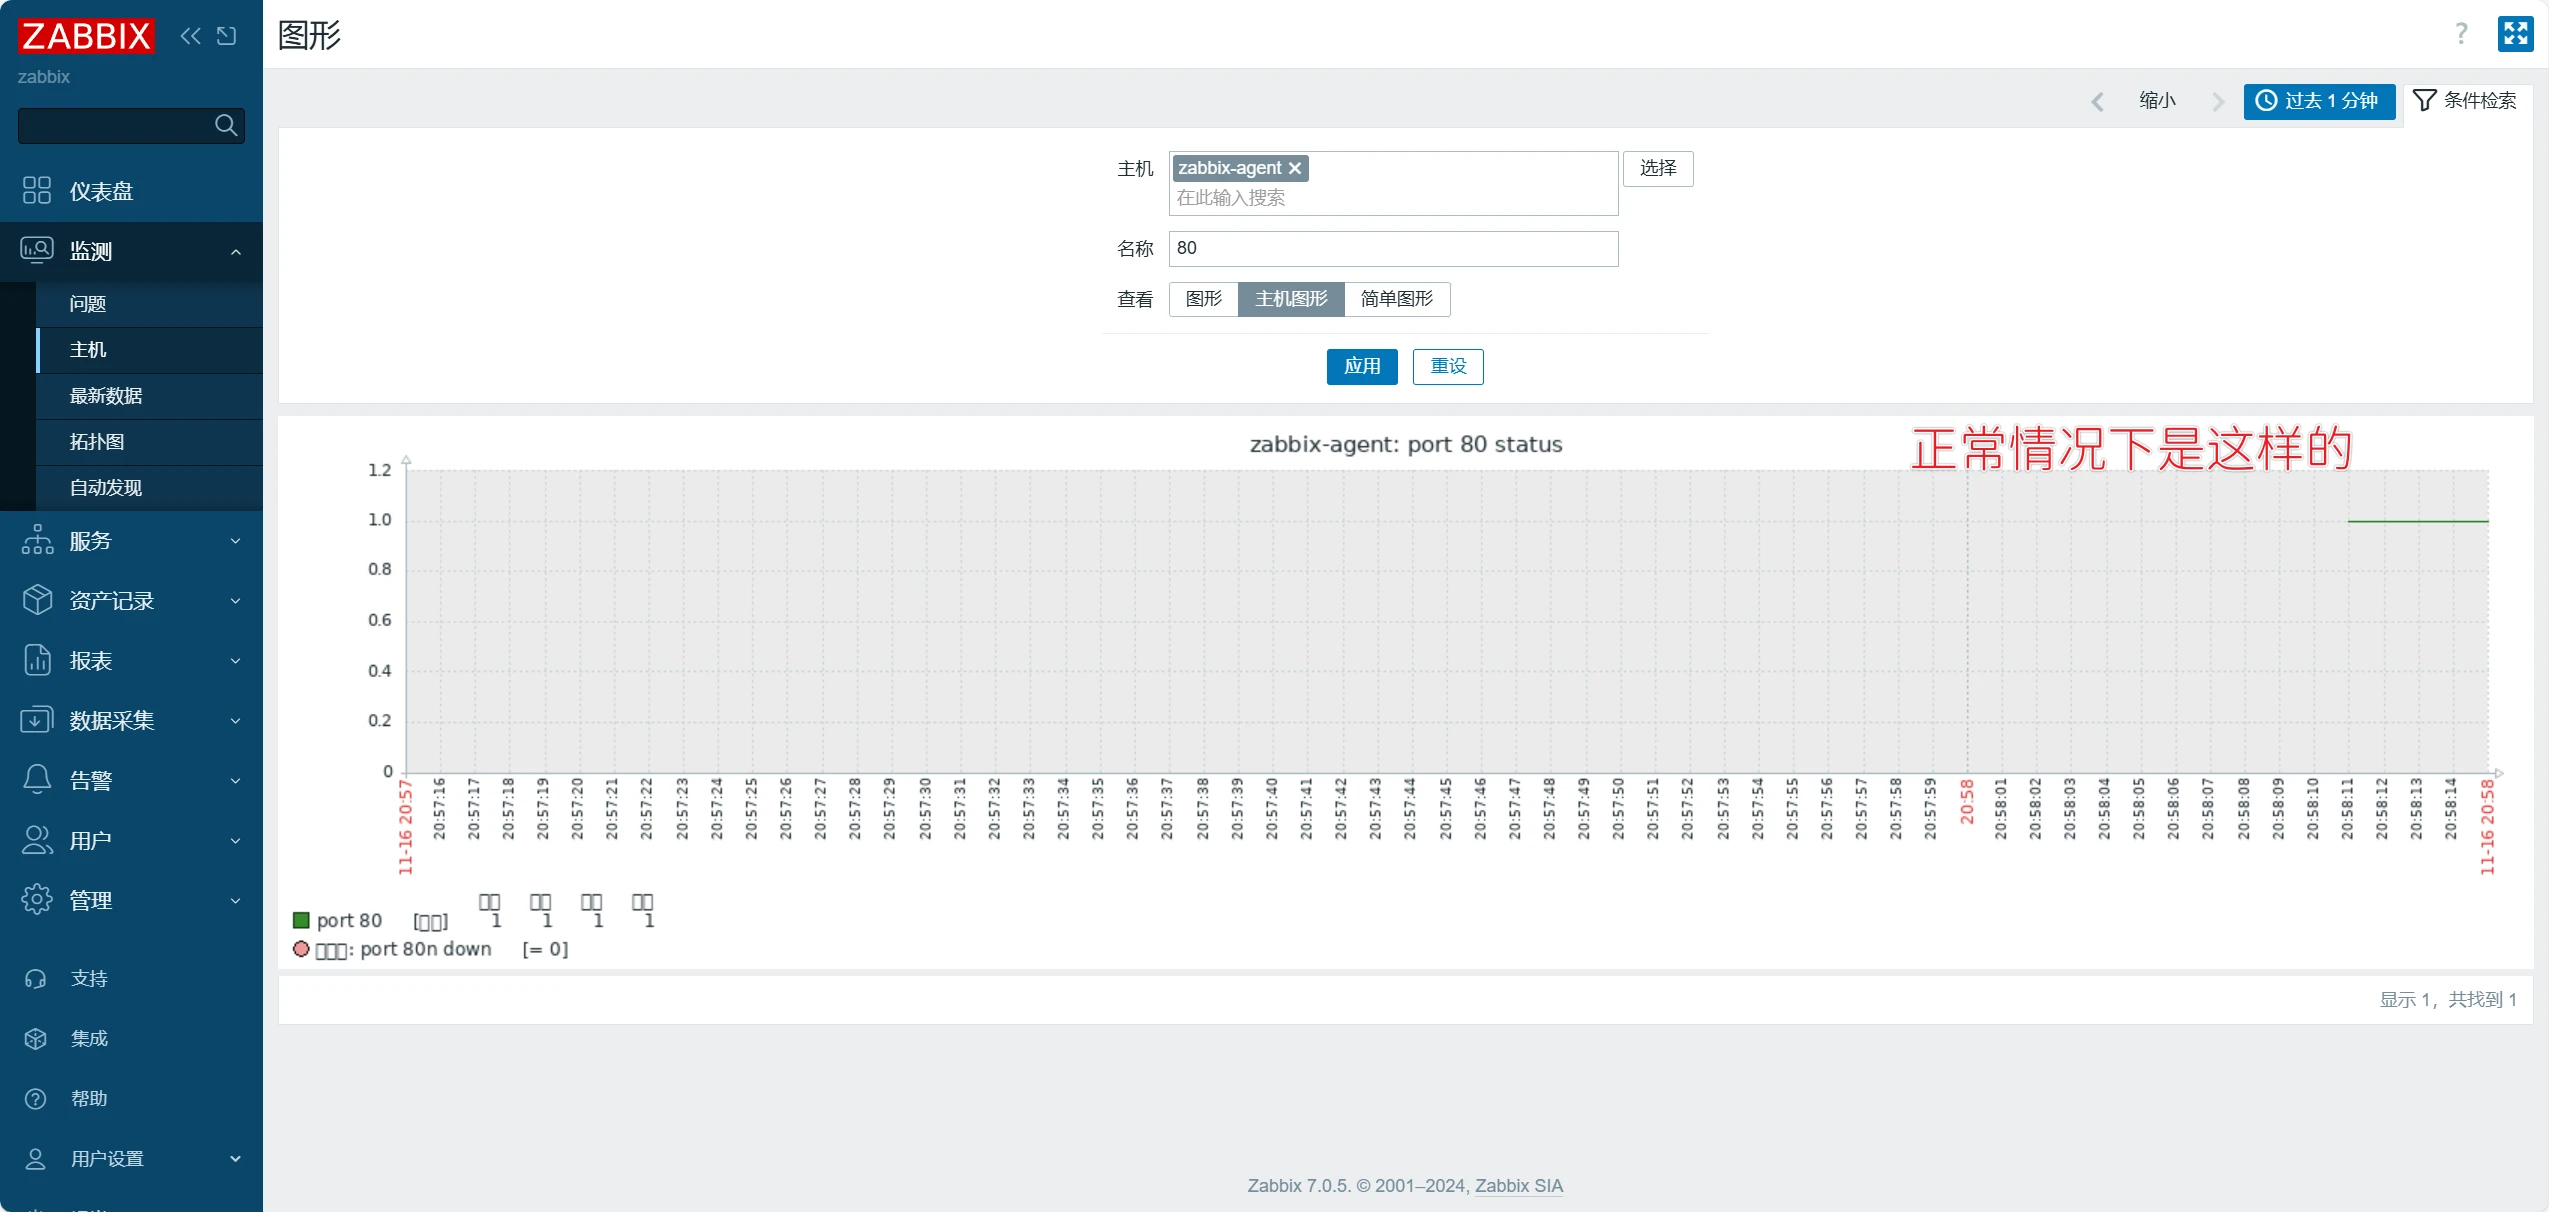 ZABBIX
zabbix
仪表盘
监测
问题
主机
最新数据
拓扑图
自动发现
服务
资产记录
报表
数据采集
告警
用户
管理
支持
集成
帮助
用户设置
图形
?
缩小
过去 1 分钟
条件检索
主机
zabbix-agent
在此输入搜索
选择
名称
80
查看
图形
主机图形
简单图形
应用
重设
zabbix-agent: port 80 status
正常情况下是这样的
1.2
1.0
0.8
0.6
0.4
0.2
0
11-16 20:57
20:57:16
20:57:17
20:57:18
20:57:19
20:57:20
20:57:21
20:57:22
20:57:23
20:57:24
20:57:25
20:57:26
20:57:27
20:57:28
20:57:29
20:57:30
20:57:31
20:57:32
20:57:33
20:57:34
20:57:35
20:57:36
20:57:37
20:57:38
20:57:39
20:57:40
20:57:41
20:57:42
20:57:43
20:57:44
20:57:45
20:57:46
20:57:47
20:57:48
20:57:49
20:57:50
20:57:51
20:57:52
20:57:53
20:57:54
20:57:55
20:57:56
20:57:57
20:57:58
20:57:59
20:58
20:58:01
20:58:02
20:58:03
20:58:04
20:58:05
20:58:06
20:58:07
20:58:08
20:58:09
20:58:10
20:58:11
20:58:12
20:58:13
20:58:14
11-16 20:58
□□ □□ □□ □□
port 80 [□□] 1 1 1 1
□□□: port 80n down [= 0]
显示 1，共找到 1
Zabbix 7.0.5. © 2001–2024, Zabbix SIA